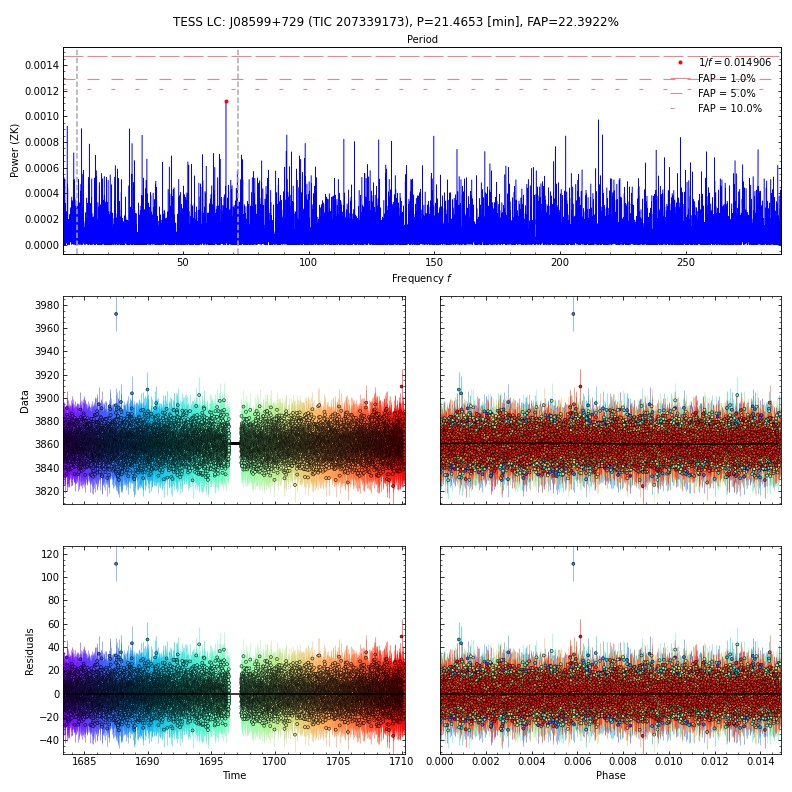 TESS LC: J08599+729 (TIC 207339173), P=21.4653 [min], FAP=22.3922%
Period
Power (ZK)
0.0014
0.0012
0.0010
0.0008
0.0006
0.0004
0.0002
0.0000
1/f = 0.014906
FAP = 1.0%
FAP = 5.0%
FAP = 10.0%
50 100 150 200 250
Frequency f
Data
3980
3960
3940
3920
3900
3880
3860
3840
3820
Residuals
120
100
80
60
40
20
0
−20
−40
1685 1690 1695 1700 1705 1710
Time
0.000 0.002 0.004 0.006 0.008 0.010 0.012 0.014
Phase